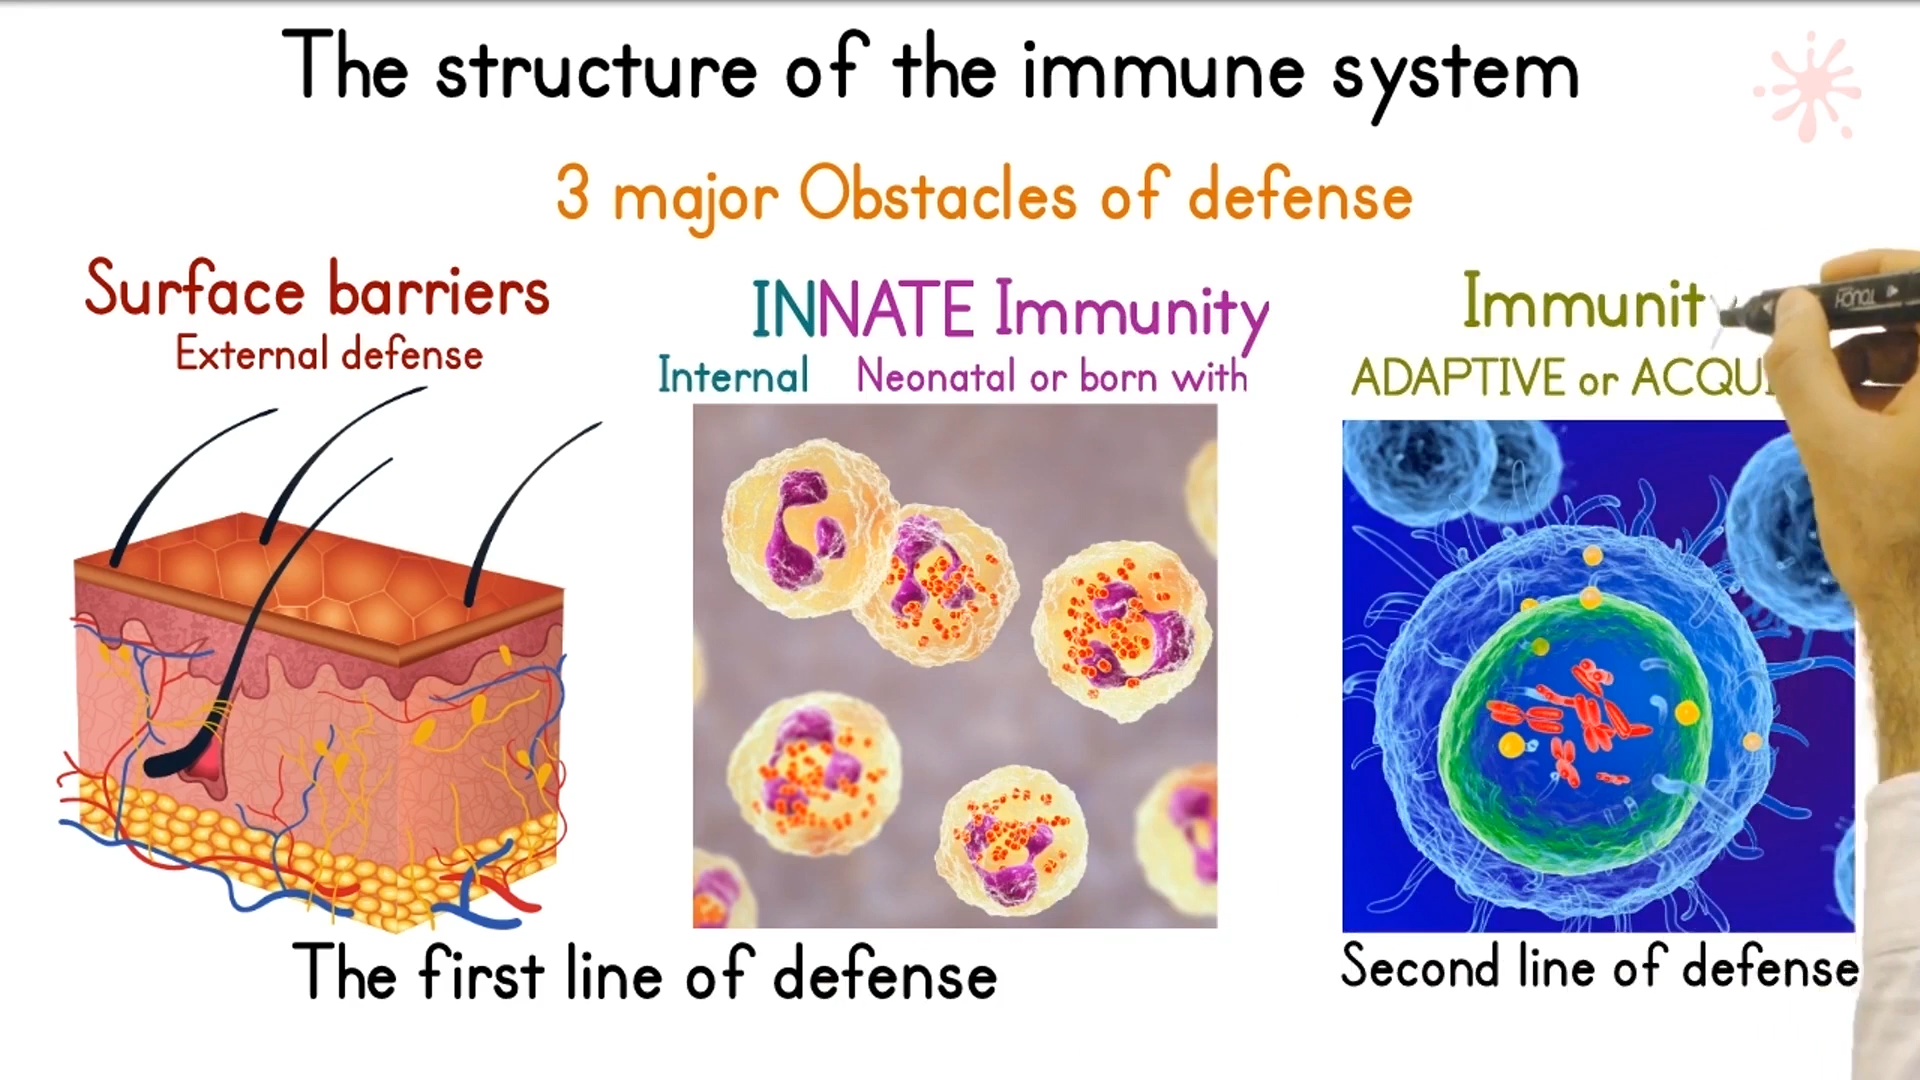 The structure of the immune system
3 major Obstacles of defense
Surface barriers
External defense
INNATE Immunity
Internal Neonatal or born with
Immunit
ADAPTIVE or ACQU
The first line of defense
Second line of defense
TOUCH